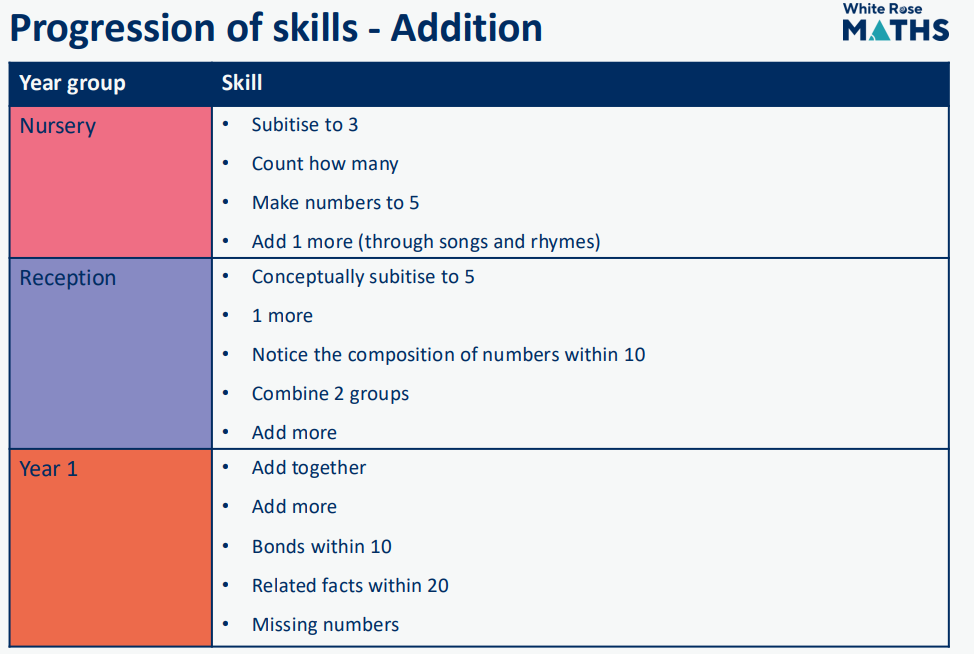 Progression of skills - Addition
White Rose
MATHS
Year group Skill
Nursery
• Subitise to 3
• Count how many
• Make numbers to 5
• Add 1 more (through songs and rhymes)
Reception
• Conceptually subitise to 5
• 1 more
• Notice the composition of numbers within 10
• Combine 2 groups
• Add more
Year 1
• Add together
• Add more
• Bonds within 10
• Related facts within 20
• Missing numbers